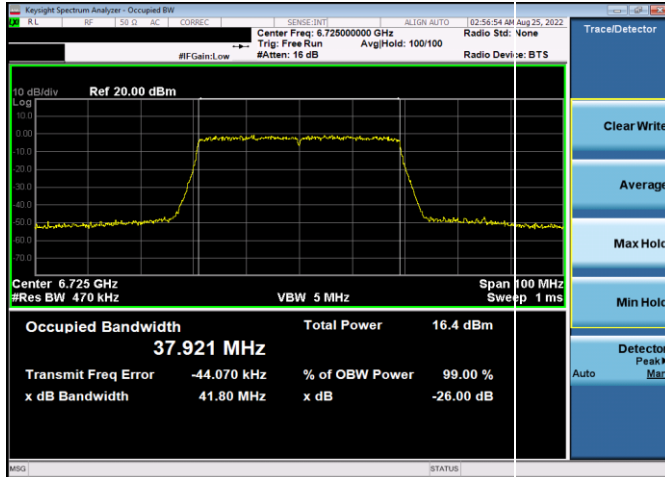 Keysight Spectrum Analyzer - Occupied BW
RL RF 50 Ω AC CORREC SENSE:INT ALIGN AUTO 02:56:54 AM Aug 25, 2022
Center Freq: 6.725000000 GHz Radio Std: None
Trig: Free Run Avg|Hold: 100/100
#IFGain:Low #Atten: 16 dB Radio Device: BTS
10 dB/div Ref 20.00 dBm
Log
10.0
0.00
-10.0
-20.0
-30.0
-40.0
-50.0
-60.0
-70.0
Center 6.725 GHz Span 100 MHz
#Res BW 470 kHz VBW 5 MHz Sweep 1 ms
Occupied Bandwidth Total Power 16.4 dBm
37.921 MHz
Transmit Freq Error -44.070 kHz % of OBW Power 99.00 %
x dB Bandwidth 41.80 MHz x dB -26.00 dB
MSG STATUS
Trace/Detector
Clear Write
Average
Max Hold
Min Hold
Detector
Peak
Auto Man